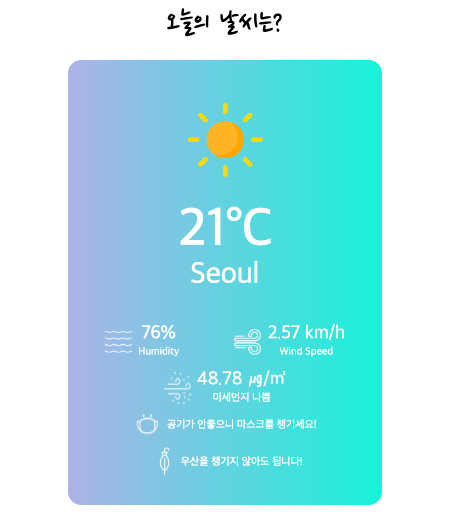 오늘의 날씨는?
21°C
Seoul
76%
Humidity
2.57 km/h
Wind Speed
48.78 ㎍/㎥
미세먼지 나쁨
공기가 안좋으니 마스크를 챙기세요!
우산을 챙기지 않아도 됩니다!